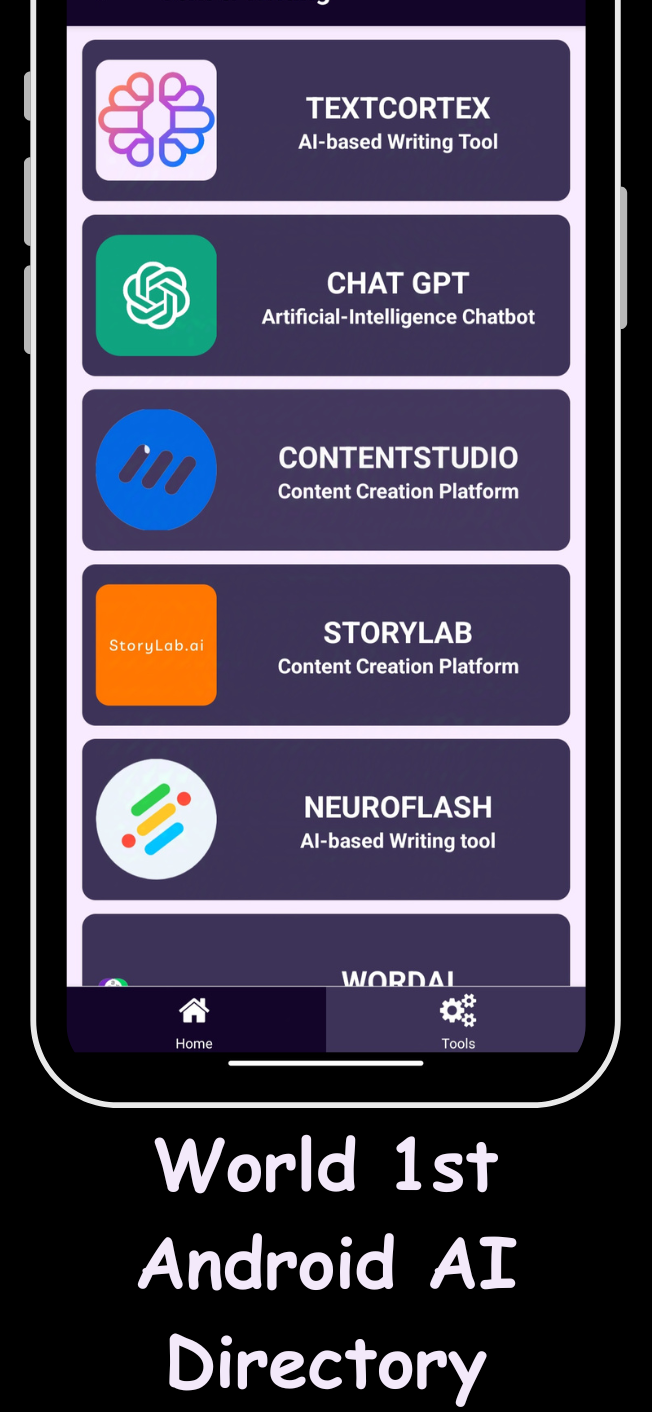 TEXTCORTEX
AI-based Writing Tool
CHAT GPT
Artificial-Intelligence Chatbot
CONTENTSTUDIO
Content Creation Platform
StoryLab.ai
STORYLAB
Content Creation Platform
NEUROFLASH
AI-based Writing tool
WORDAI
Home
Tools
World 1st
Android AI
Directory